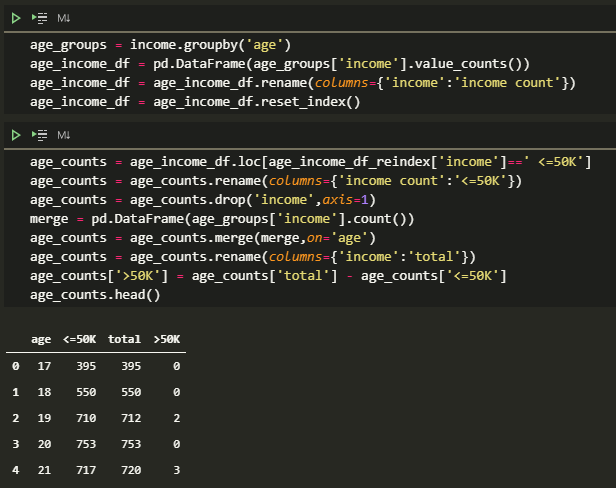 M↓
age_groups = income.groupby('age')
age_income_df = pd.DataFrame(age_groups['income'].value_counts())
age_income_df = age_income_df.rename(columns={'income':'income count'})
age_income_df = age_income_df.reset_index()
M↓
age_counts = age_income_df.loc[age_income_df_reindex['income']==' <=50K']
age_counts = age_counts.rename(columns={'income count':'<=50K'})
age_counts = age_counts.drop('income',axis=1)
merge = pd.DataFrame(age_groups['income'].count())
age_counts = age_counts.merge(merge,on='age')
age_counts = age_counts.rename(columns={'income':'total'})
age_counts['>50K'] = age_counts['total'] - age_counts['<=50K']
age_counts.head()
age <=50K total >50K
0 17 395 395 0
1 18 550 550 0
2 19 710 712 2
3 20 753 753 0
4 21 717 720 3